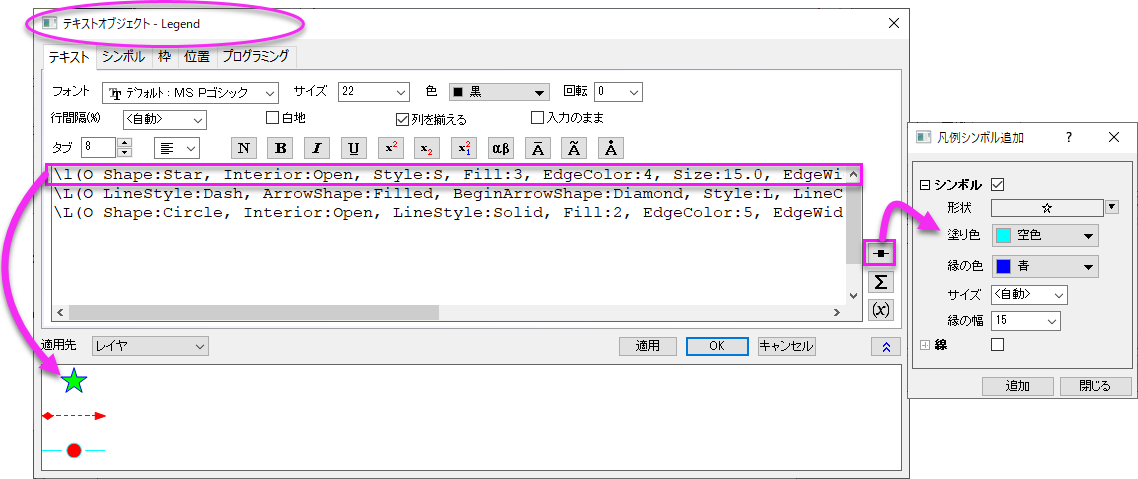 テキストオブジェクト - Legend
テキスト シンボル 枠 位置 プログラミング
フォント デフォルト : MS Pゴシック サイズ 22 色 黒 回転 0
行間隔(%) <自動> 白地 列を揃える 入力のまま
タブ 8 N B I U x² x₂ x²₁ αβ Ā Ã Å
\l(O Shape:Star, Interior:Open, Style:S, Fill:3, EdgeColor:4, Size:15.0, EdgeWi
\L(O LineStyle:Dash, ArrowShape:Filled, BeginArrowShape:Diamond, Style:L, LineC
\L(O Shape:Circle, Interior:Open, LineStyle:Solid, Fill:2, EdgeColor:5, EdgeWid
Σ
(x)
適用先 レイヤ 適用 OK キャンセル
凡例シンボル追加 ?
シンボル
形状 ☆
塗り色 空色
縁の色 青
サイズ <自動>
縁の幅 15
線
追加 閉じる